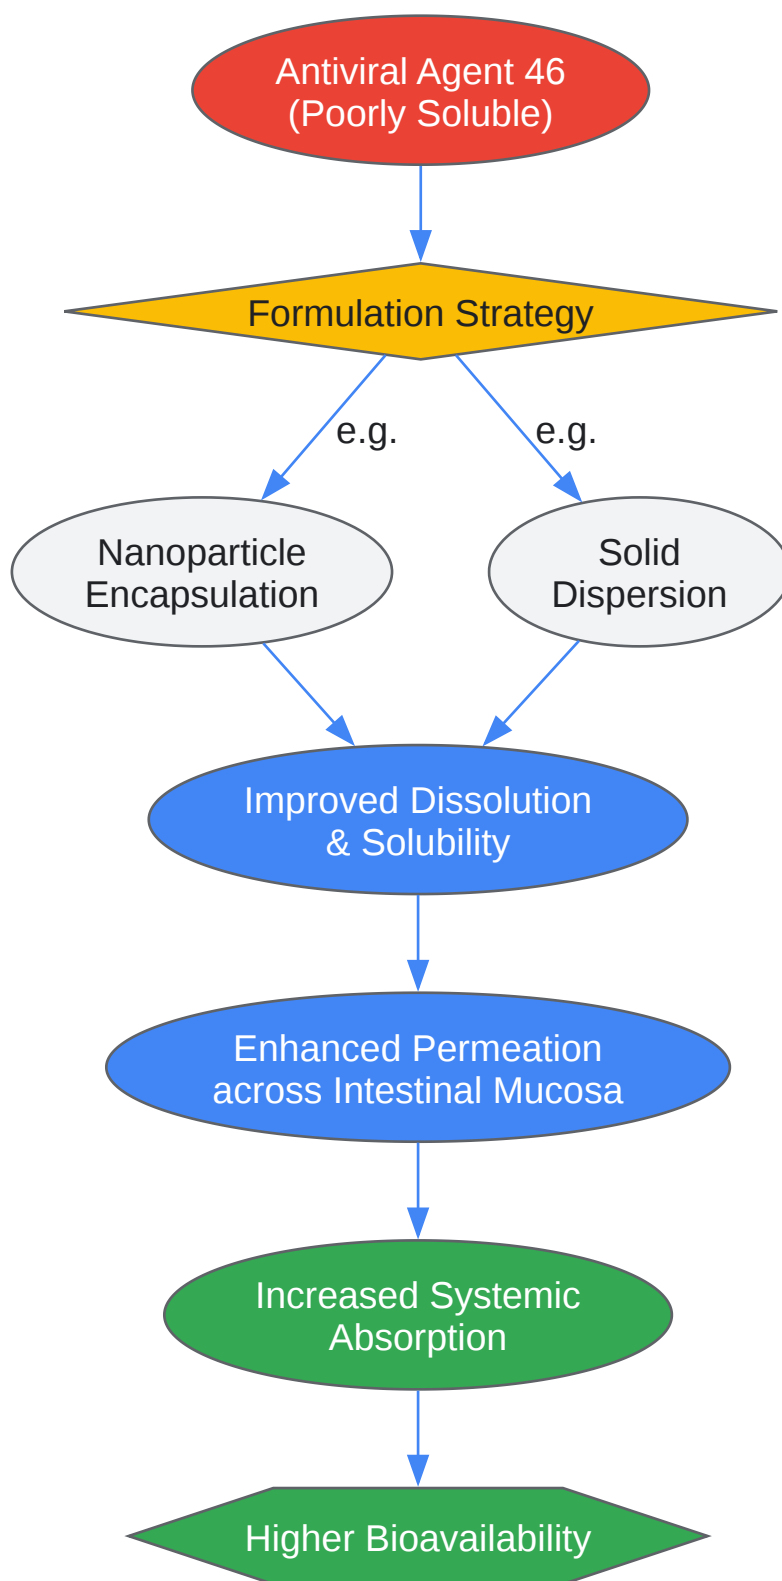 Antiviral Agent 46
(Poorly Soluble)
Formulation Strategy
e.g.
e.g.
Nanoparticle
Encapsulation
Solid
Dispersion
Improved Dissolution
& Solubility
Enhanced Permeation
across Intestinal Mucosa
Increased Systemic
Absorption
Higher Bioavailability